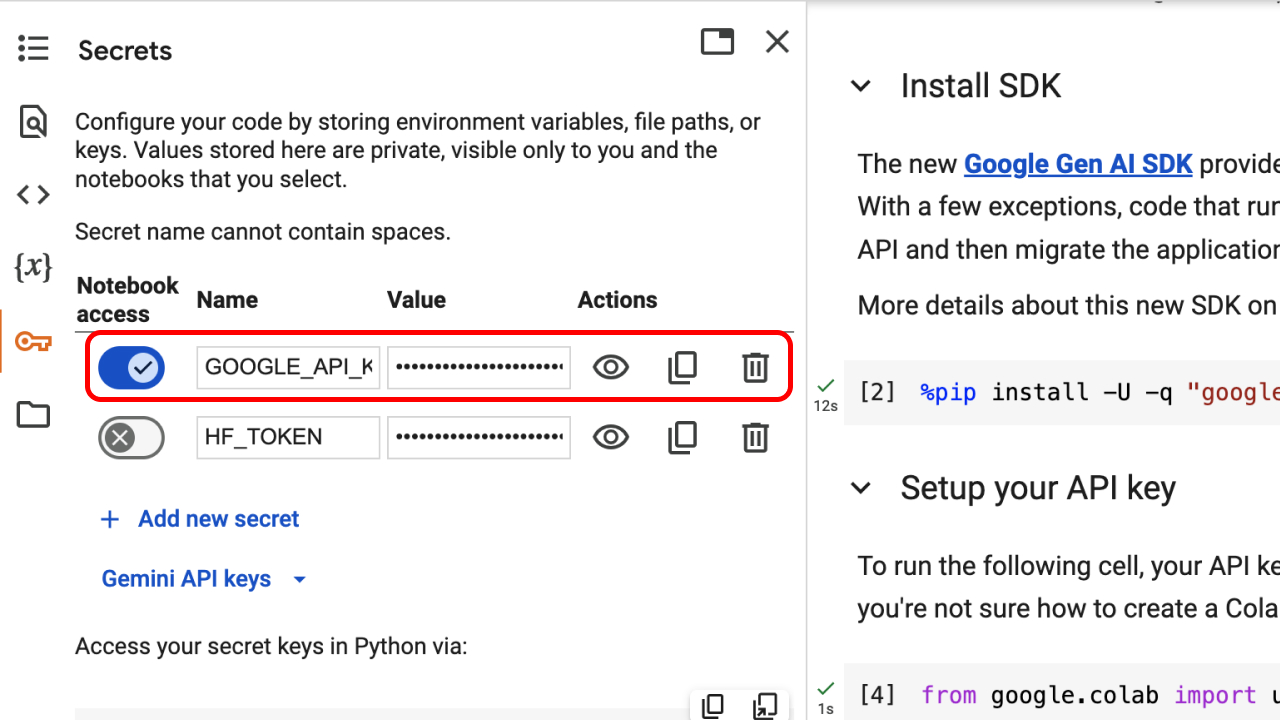 Secrets
Configure your code by storing environment variables, file paths, or
keys. Values stored here are private, visible only to you and the
notebooks that you select.
Secret name cannot contain spaces.
Notebook access Name Value Actions
GOOGLE_API_K ••••••••••••••••••••••
HF_TOKEN ••••••••••••••••••••••
+ Add new secret
Gemini API keys
Access your secret keys in Python via:
{x}
Install SDK
The new Google Gen AI SDK provide
With a few exceptions, code that run
API and then migrate the application
More details about this new SDK on
[2] %pip install -U -q "google
12s
Setup your API key
To run the following cell, your API ke
you're not sure how to create a Cola
[4] from google.colab import u
1s